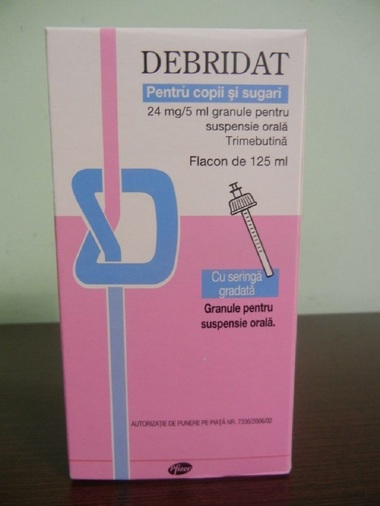 DEBRIDAT
Pentru copii și sugari
24 mg/5 ml granule pentru
suspensie orală
Trimebutină
Flacon de 125 ml
Cu seringă
gradată
Granule pentru
suspensie orală.
AUTORIZAȚIE DE PUNERE PE PIAȚĂ NR. 7330/2006/02
Pfizer